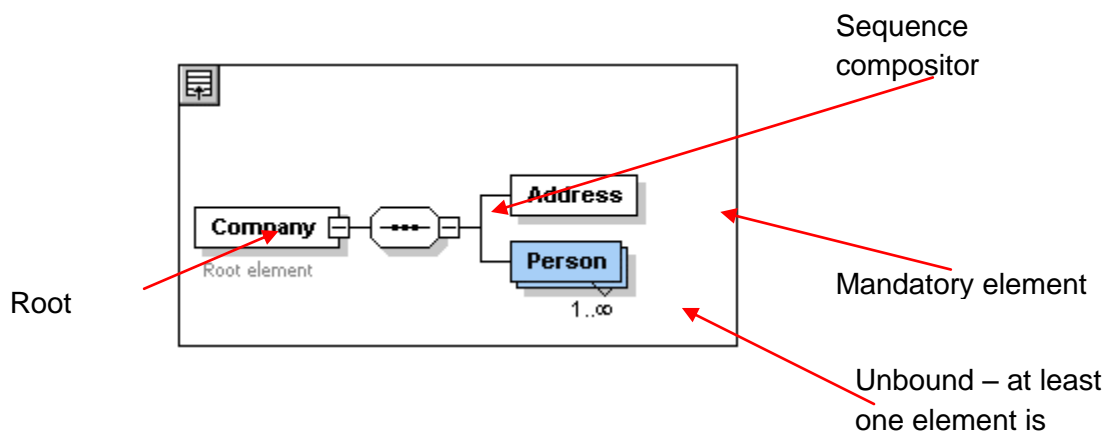 Sequence
compositor
Address
Company
Root element
Person
1..∞
Root
Mandatory element
Unbound – at least
one element is